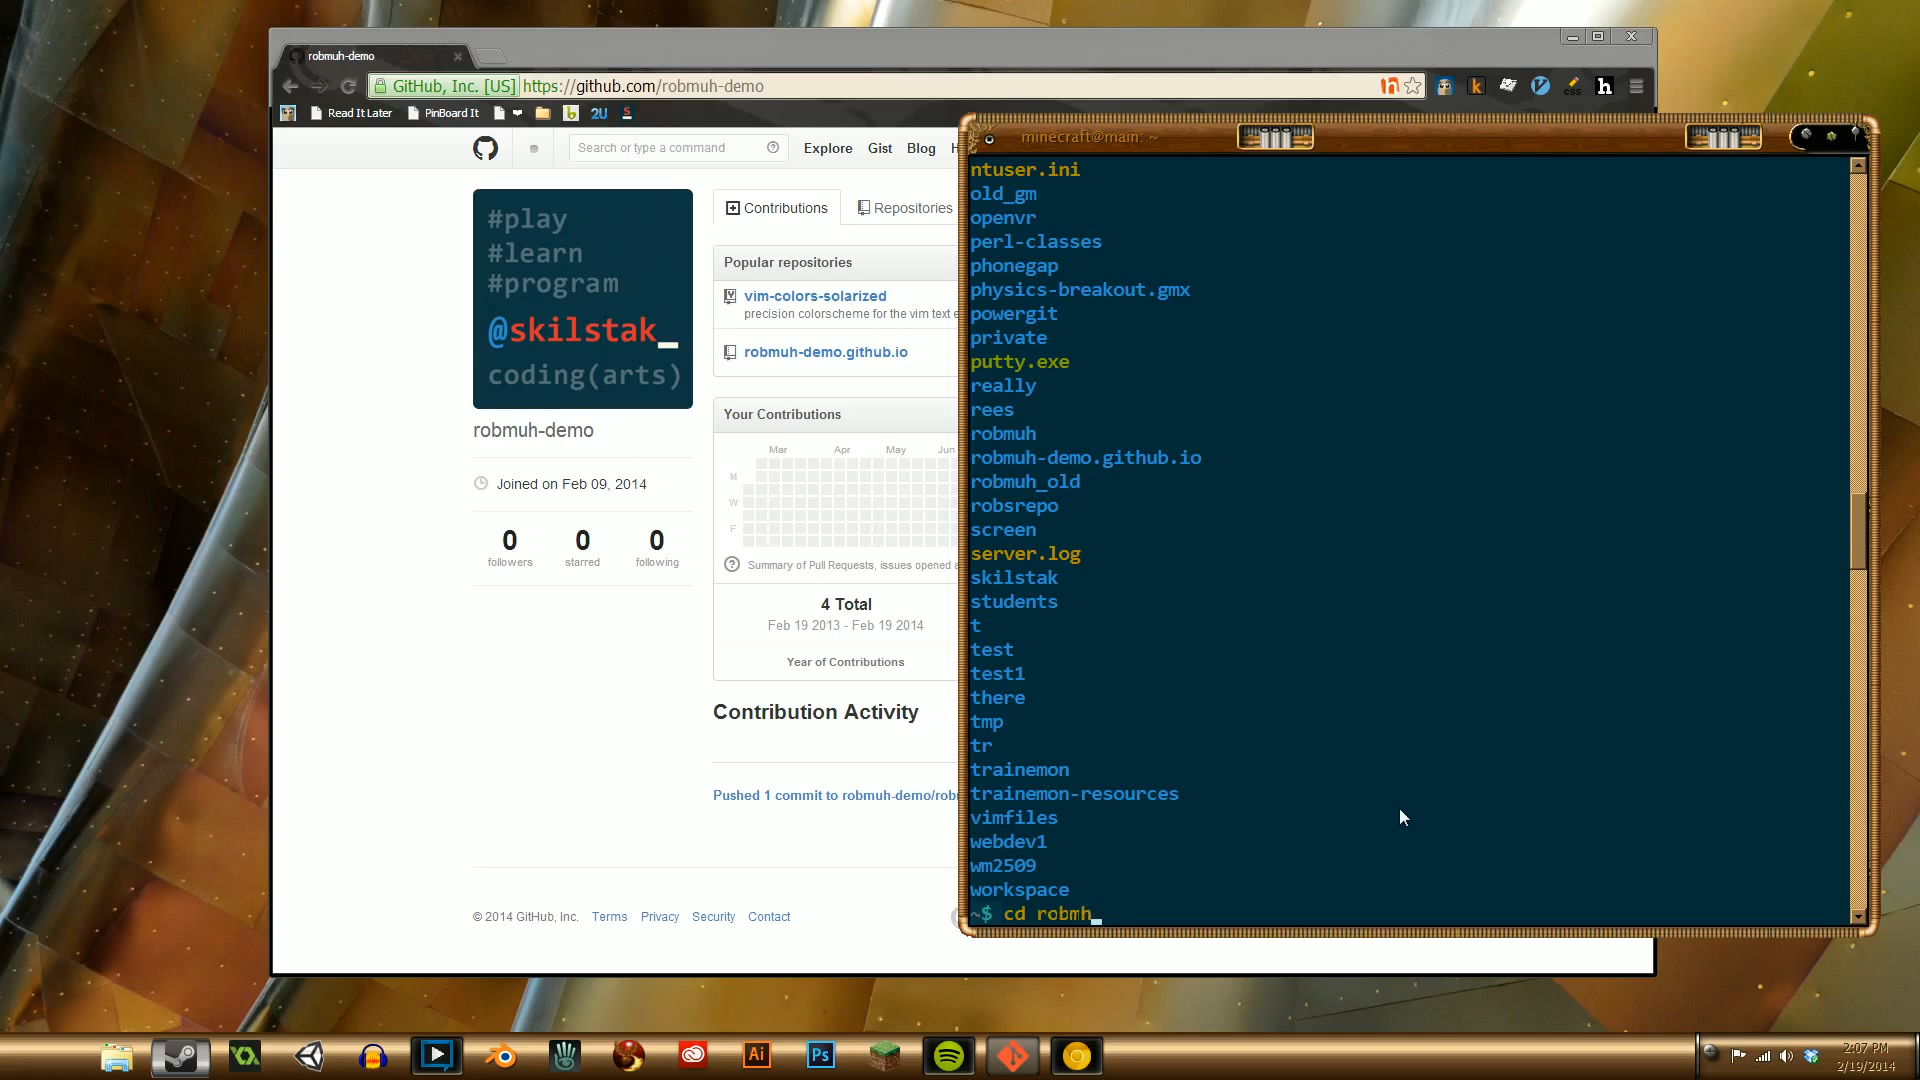 robmuh-demo
GitHub, Inc. [US] https://github.com/robmuh-demo
Read It Later PinBoard It 2U
Search or type a command
Explore Gist Blog H
#play
#learn
#program
@skilstak_
coding(arts)
robmuh-demo
Joined on Feb 09, 2014
0 0 0
followers starred following
Contributions Repositories
Popular repositories
vim-colors-solarized
precision colorscheme for the vim text e
robmuh-demo.github.io
Your Contributions
Mar Apr May Jun
M
W
F
Summary of Pull Requests, issues opened a
4 Total
Feb 19 2013 - Feb 19 2014
Year of Contributions
Contribution Activity
Pushed 1 commit to robmuh-demo/rob
© 2014 GitHub, Inc. Terms Privacy Security Contact
minecraft@main: ~
ntuser.ini
old_gm
openvr
perl-classes
phonegap
physics-breakout.gmx
powergit
private
putty.exe
really
rees
robmuh
robmuh-demo.github.io
robmuh_old
robsrepo
screen
server.log
skilstak
students
t
test
test1
there
tmp
tr
trainemon
trainemon-resources
vimfiles
webdev1
wm2509
workspace
~$ cd robmh
Ai
Ps
2:07 PM
2/19/2014